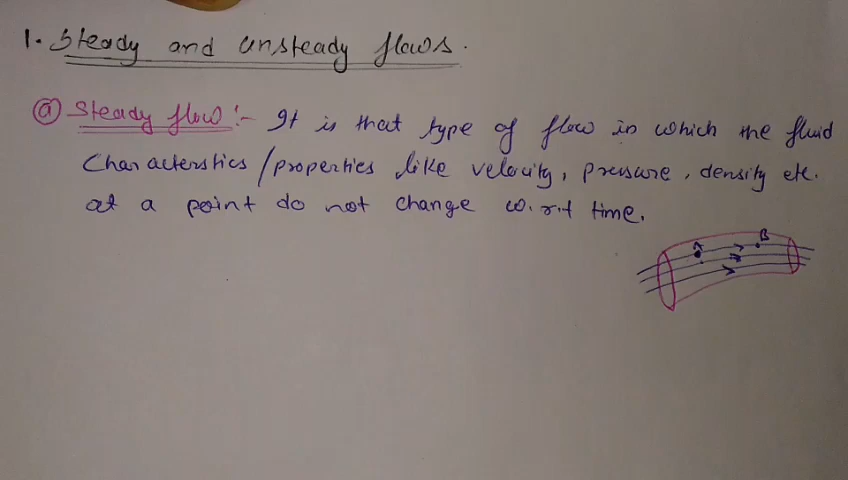 1. Steady and unsteady flows.
(a) Steady flow :- It is that type of flow in which the fluid
Characterstics / properties like velocity, pressure, density etc.
at a point do not change w.r.t time.
A B